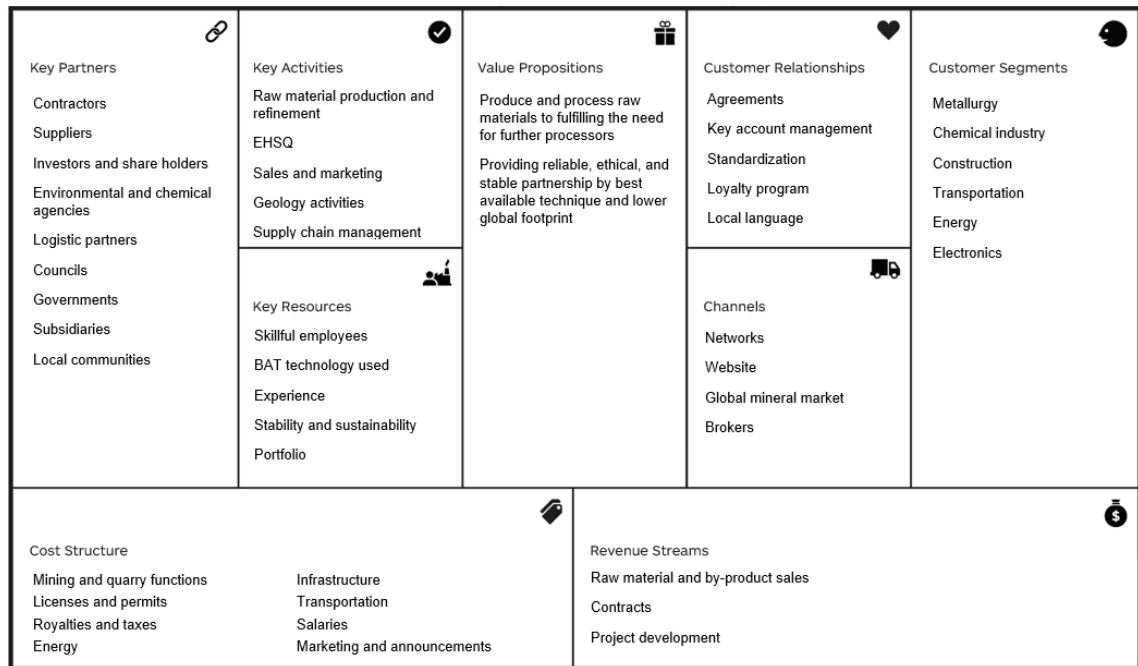 Key Partners
Contractors
Suppliers
Investors and share holders
Environmental and chemical
agencies
Logistic partners
Councils
Governments
Subsidiaries
Local communities
Key Activities
Raw material production and
refinement
EHSQ
Sales and marketing
Geology activities
Supply chain management
Key Resources
Skillful employees
BAT technology used
Experience
Stability and sustainability
Portfolio
Value Propositions
Produce and process raw
materials to fulfilling the need
for further processors
Providing reliable, ethical, and
stable partnership by best
available technique and lower
global footprint
Customer Relationships
Agreements
Key account management
Standardization
Loyalty program
Local language
Channels
Networks
Website
Global mineral market
Brokers
Customer Segments
Metallurgy
Chemical industry
Construction
Transportation
Energy
Electronics
Cost Structure
Mining and quarry functions
Licenses and permits
Royalties and taxes
Energy
Infrastructure
Transportation
Salaries
Marketing and announcements
$
Revenue Streams
Raw material and by-product sales
Contracts
Project development